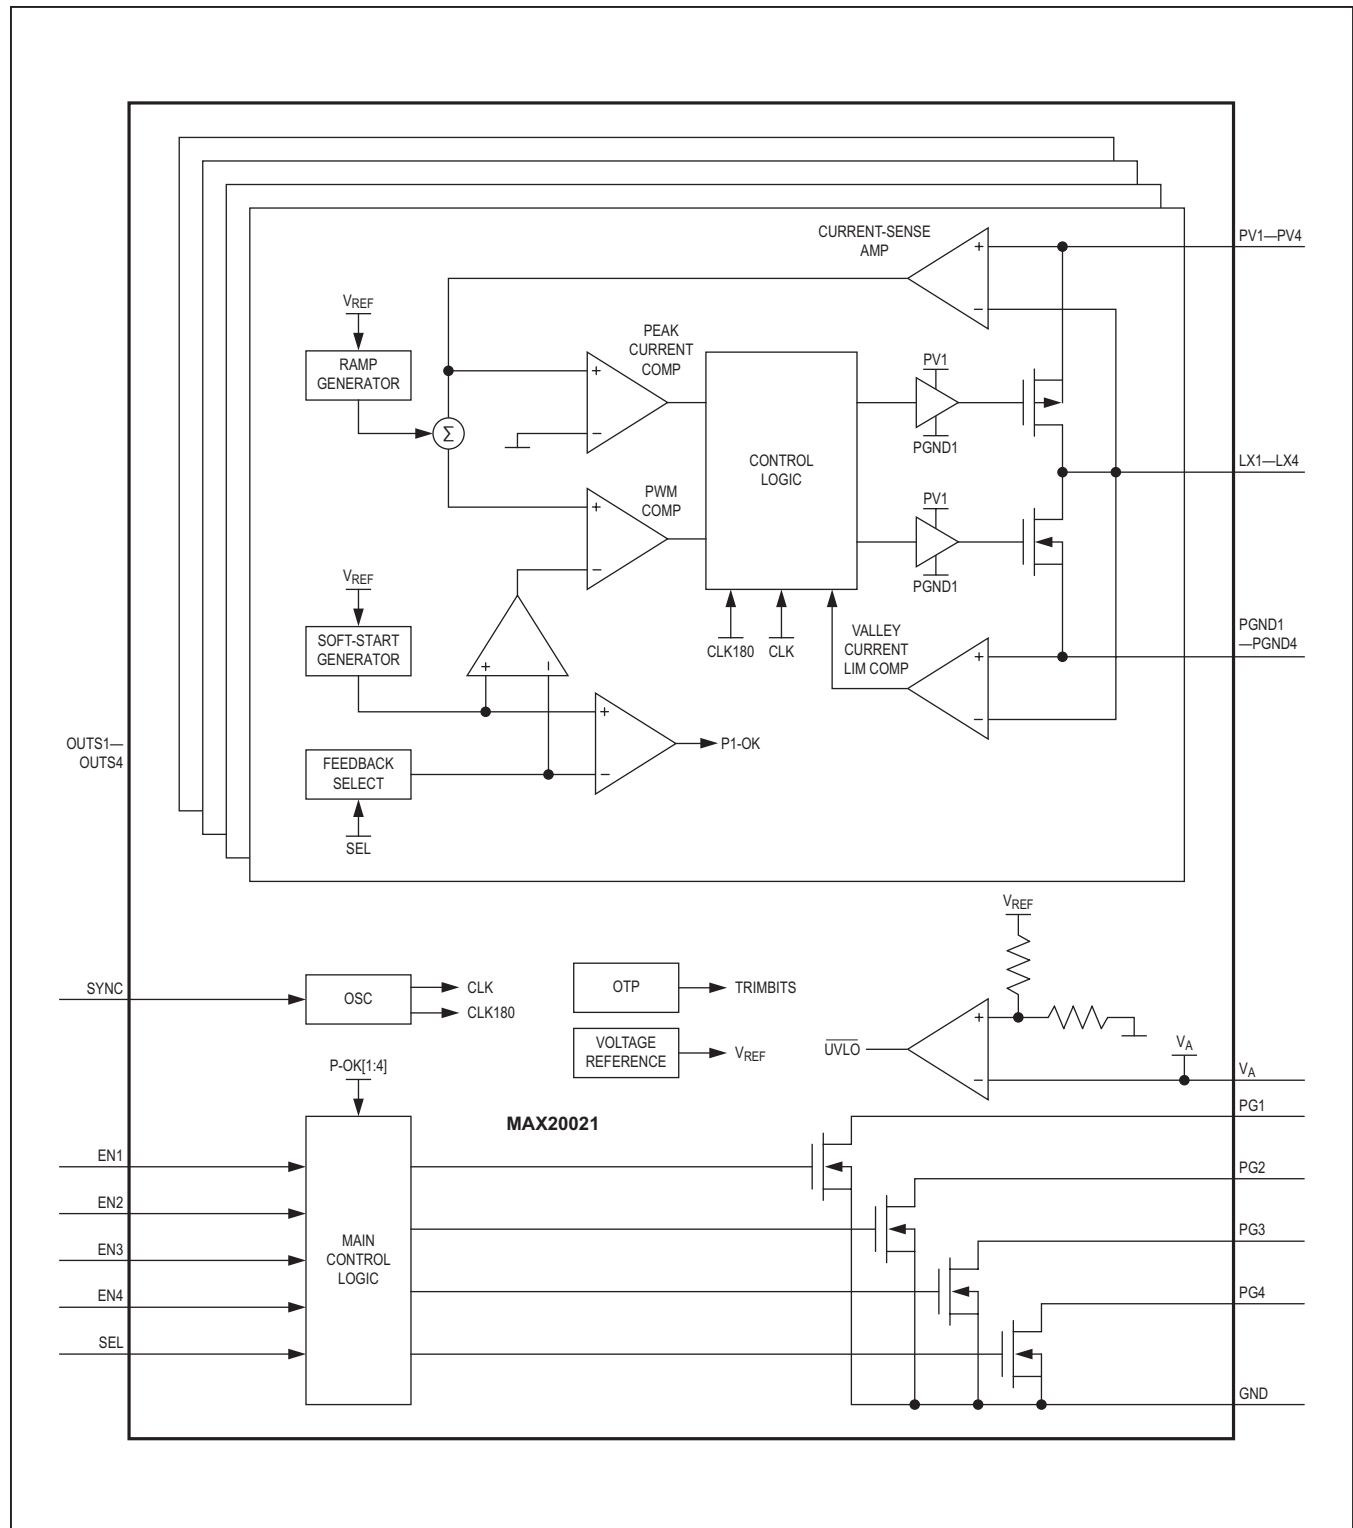 CURRENT-SENSE
AMP
PV1—PV4
+
−
VREF
RAMP
GENERATOR
PEAK
CURRENT
COMP
+
−
Σ
CONTROL
LOGIC
PV1
PGND1
LX1—LX4
PWM
COMP
+
−
PV1
PGND1
VREF
SOFT-START
GENERATOR
+
−
CLK180
CLK
VALLEY
CURRENT
LIM COMP
+
−
PGND1
—PGND4
OUTS1—
OUTS4
FEEDBACK
SELECT
SEL
+
−
P1-OK
VREF
SYNC
OSC
CLK
CLK180
OTP
TRIMBITS
VOLTAGE
REFERENCE
VREF
UVLO
+
−
VA
VA
P-OK[1:4]
MAX20021
PG1
EN1
PG2
EN2
EN3
MAIN
CONTROL
LOGIC
PG3
EN4
PG4
SEL
GND